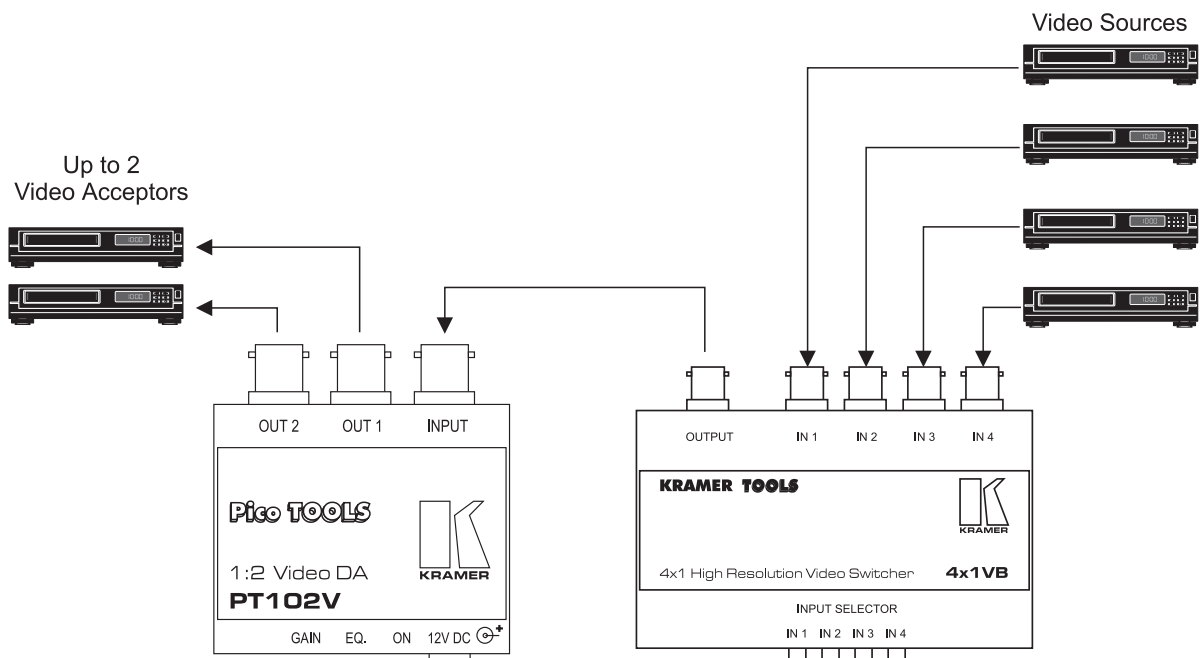 Video Sources
Up to 2
Video Acceptors
OUT 2 OUT 1 INPUT
Pico TOOLS
KRAMER
1:2 Video DA
PT102V
GAIN EQ. ON 12V DC +
OUTPUT IN 1 IN 2 IN 3 IN 4
KRAMER TOOLS
KRAMER
4x1 High Resolution Video Switcher 4x1VB
INPUT SELECTOR
IN 1 IN 2 IN 3 IN 4